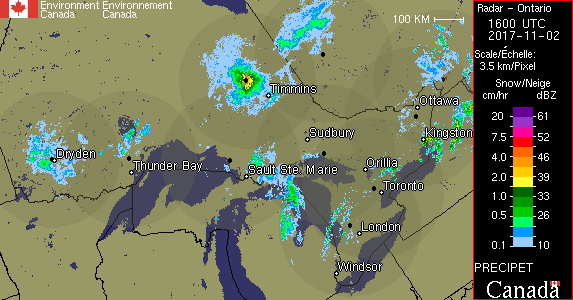 Environment Environnement
Canada Canada
100 KM
Timmins
Ottawa
Sudbury
Kingston
Dryden
Thunder Bay
Sault Ste. Marie
Orillia
Toronto
London
Windsor
Radar - Ontario
1600 UTC
2017-11-02
Scale/Échelle:
3.5 km/Pixel
Snow/Neige
cm/hr dBZ
20 61
7.5 52
4.0 46
2.0 39
1.0 33
0.5 26
0.1 10
PRECIPET
Canada